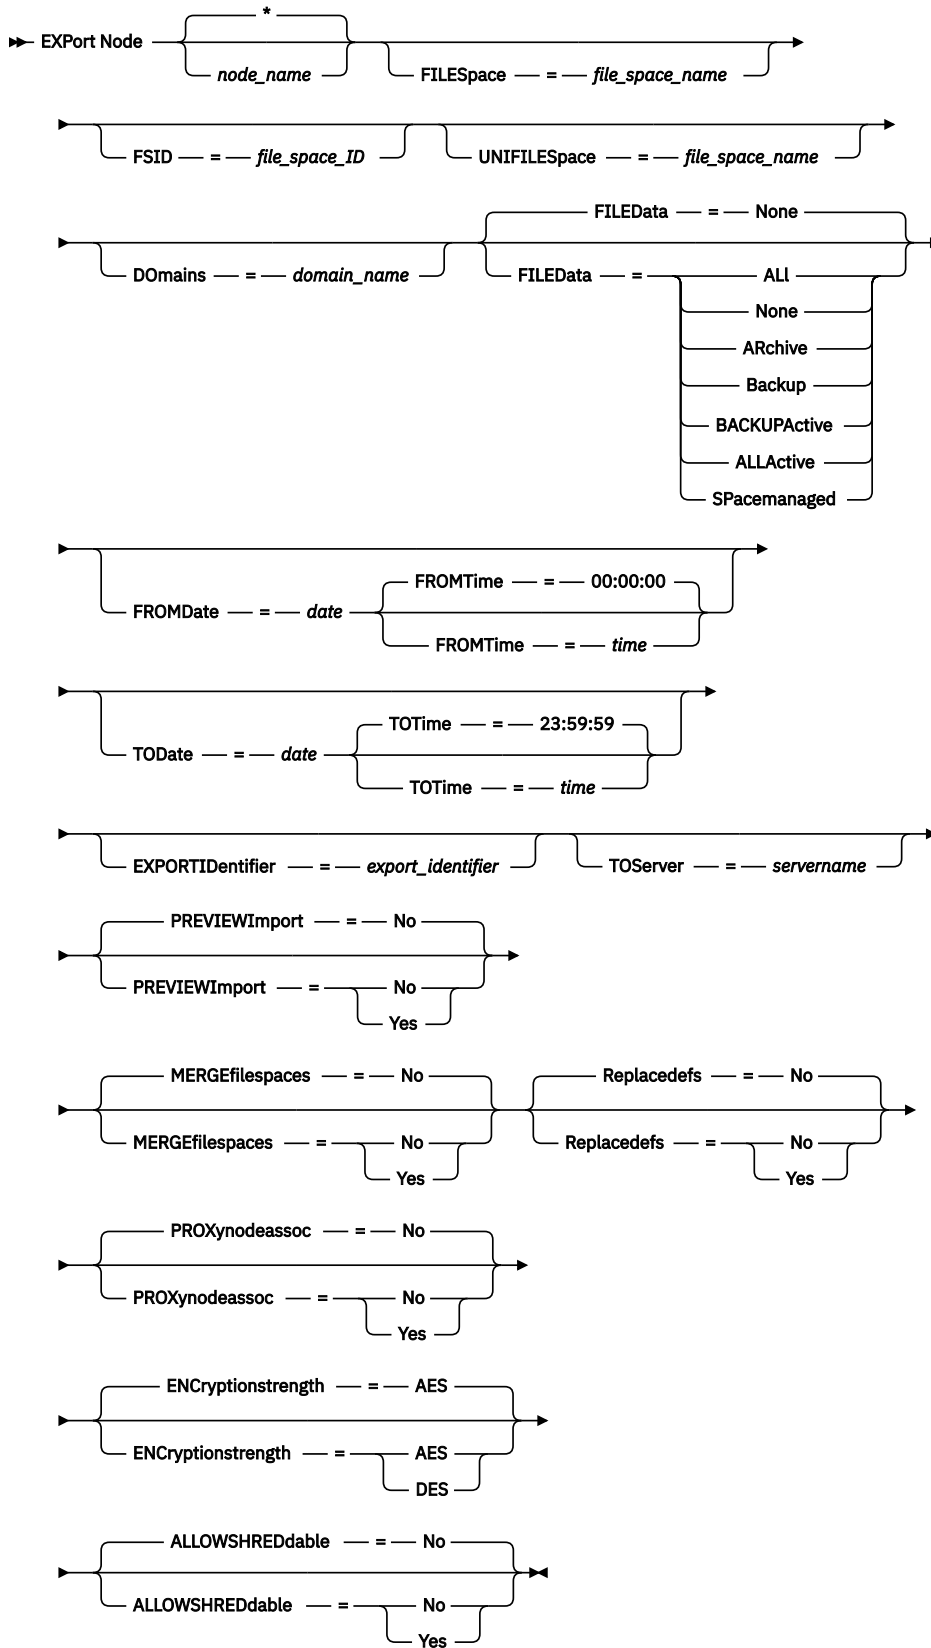 *
EXPort Node
node_name
FILESpace = file_space_name
FSID = file_space_ID
UNIFILESpace = file_space_name
FILEData = None
DOmains = domain_name
FILEData = ALl
None
ARchive
Backup
BACKUPActive
ALLActive
SPacemanaged
FROMTime = 00:00:00
FROMDate = date
FROMTime = time
TOTime = 23:59:59
TODate = date
TOTime = time
EXPORTIDentifier = export_identifier
TOServer = servername
PREVIEWImport = No
PREVIEWImport = No
Yes
MERGEfilespaces = No
Replacedefs = No
MERGEfilespaces = No
Replacedefs = No
Yes
Yes
PROXynodeassoc = No
PROXynodeassoc = No
Yes
ENCryptionstrength = AES
ENCryptionstrength = AES
DES
ALLOWSHREDdable = No
ALLOWSHREDdable = No
Yes